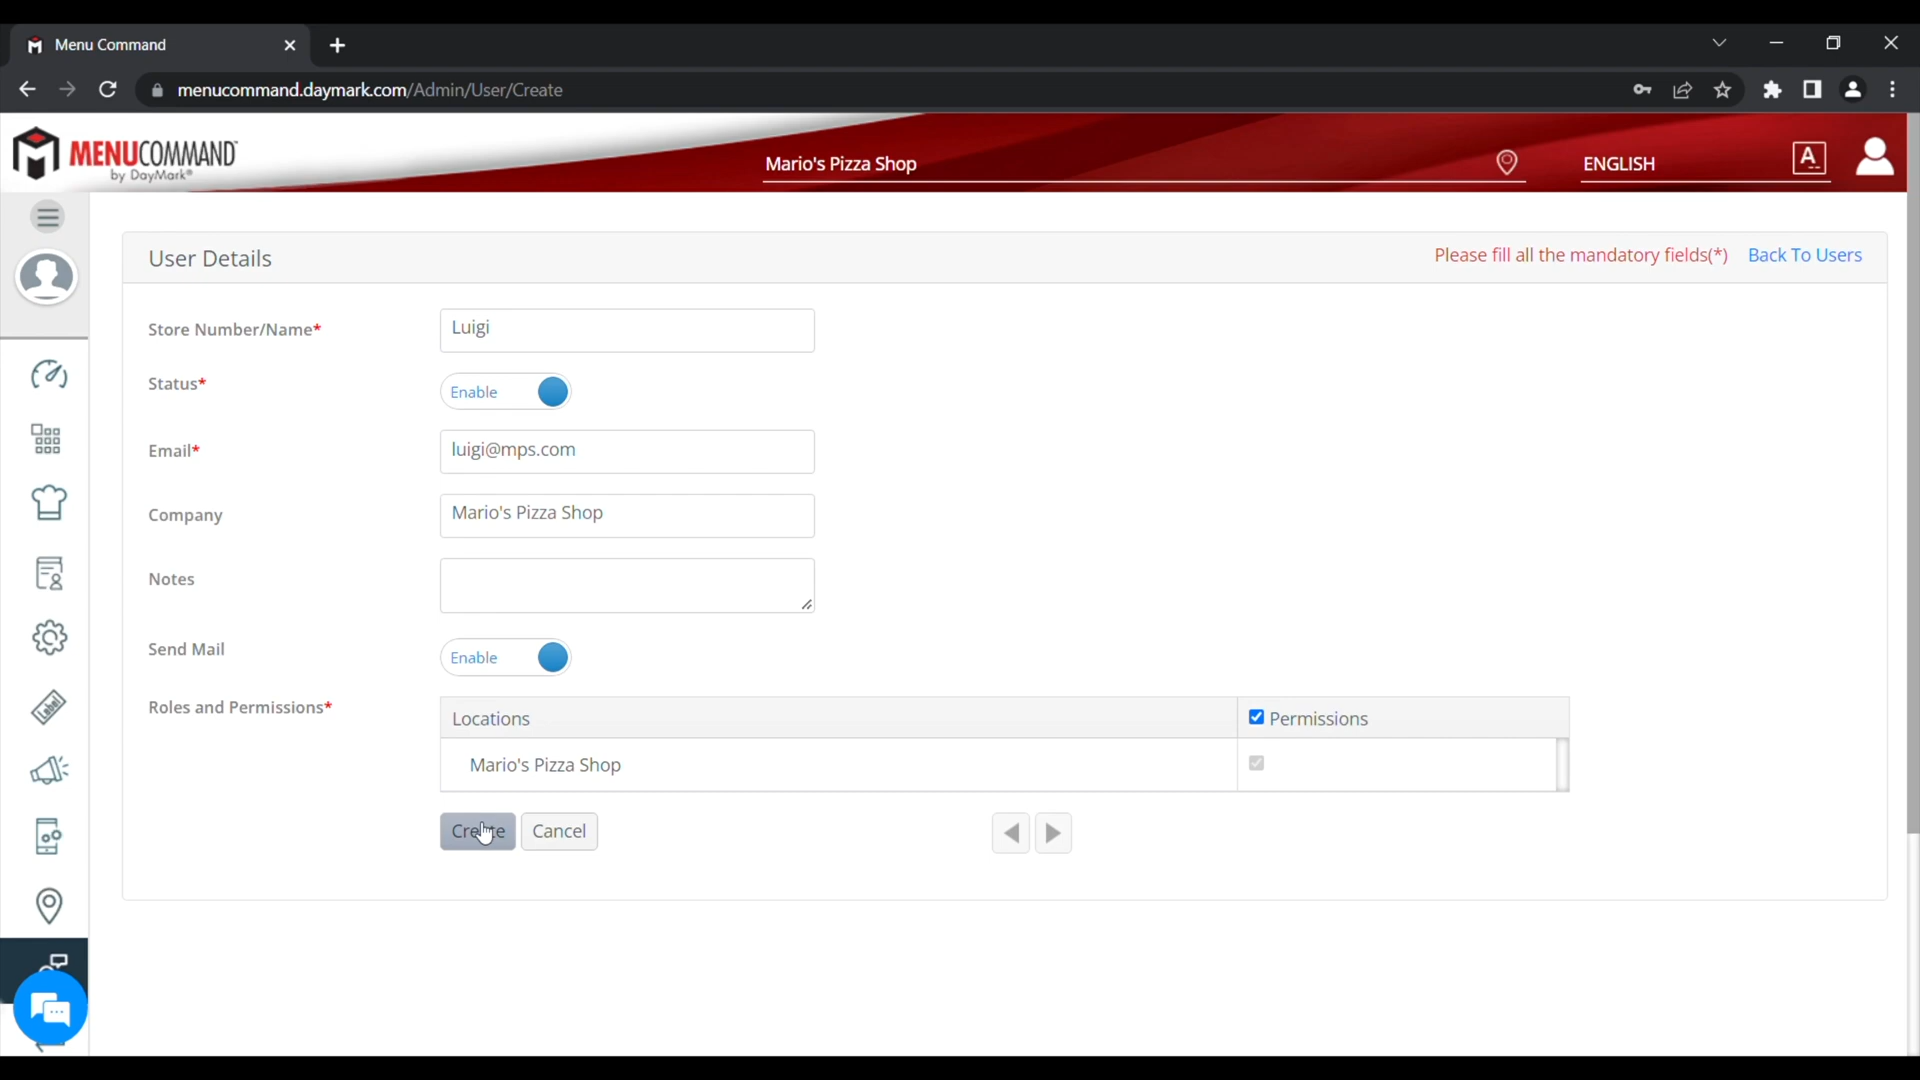 Menu Command
menucommand.daymark.com/Admin/User/Create
MENUCOMMAND
by DayMark®
Mario's Pizza Shop
ENGLISH
A
User Details
Please fill all the mandatory fields(*)
Back To Users
Store Number/Name*
Luigi
Status*
Enable
Email*
luigi@mps.com
Company
Mario's Pizza Shop
Notes
Send Mail
Enable
Roles and Permissions*
Locations
Permissions
Mario's Pizza Shop
Create
Cancel
Label